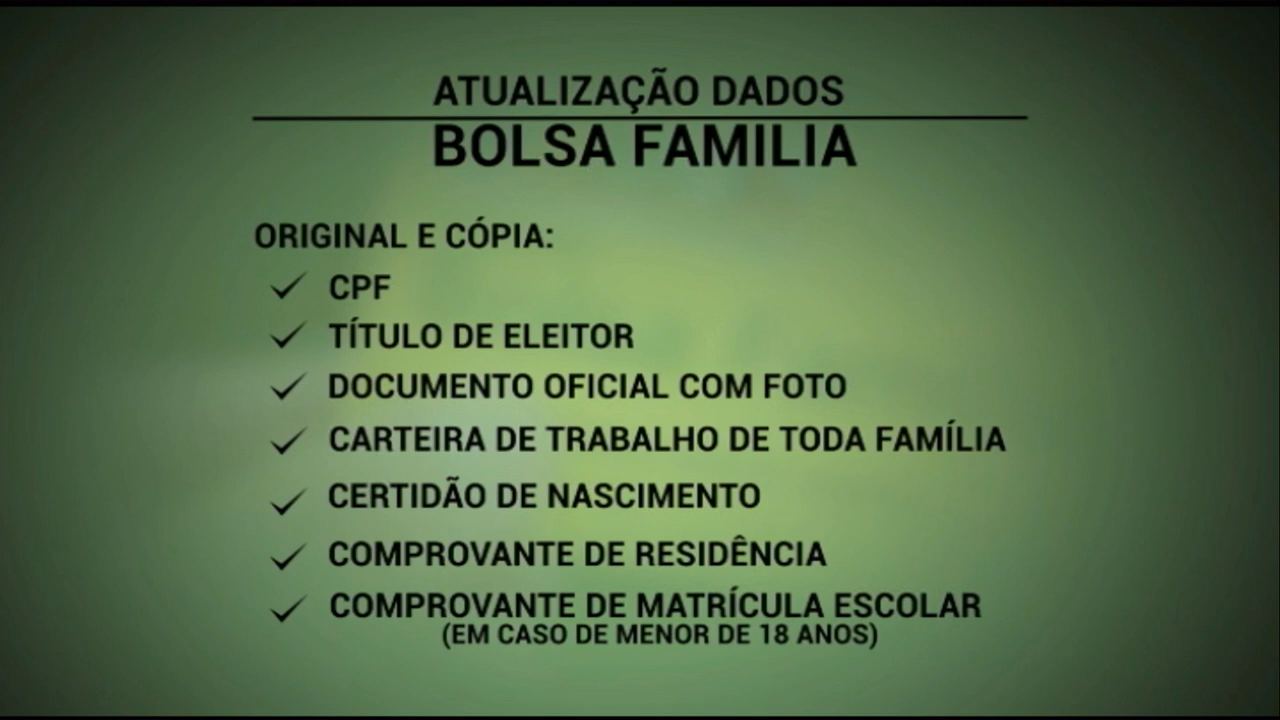 ATUALIZAÇÃO DADOS
BOLSA FAMILIA
ORIGINAL E CÓPIA:
CPF
TÍTULO DE ELEITOR
DOCUMENTO OFICIAL COM FOTO
CARTEIRA DE TRABALHO DE TODA FAMÍLIA
CERTIDÃO DE NASCIMENTO
COMPROVANTE DE RESIDÊNCIA
COMPROVANTE DE MATRÍCULA ESCOLAR
(EM CASO DE MENOR DE 18 ANOS)